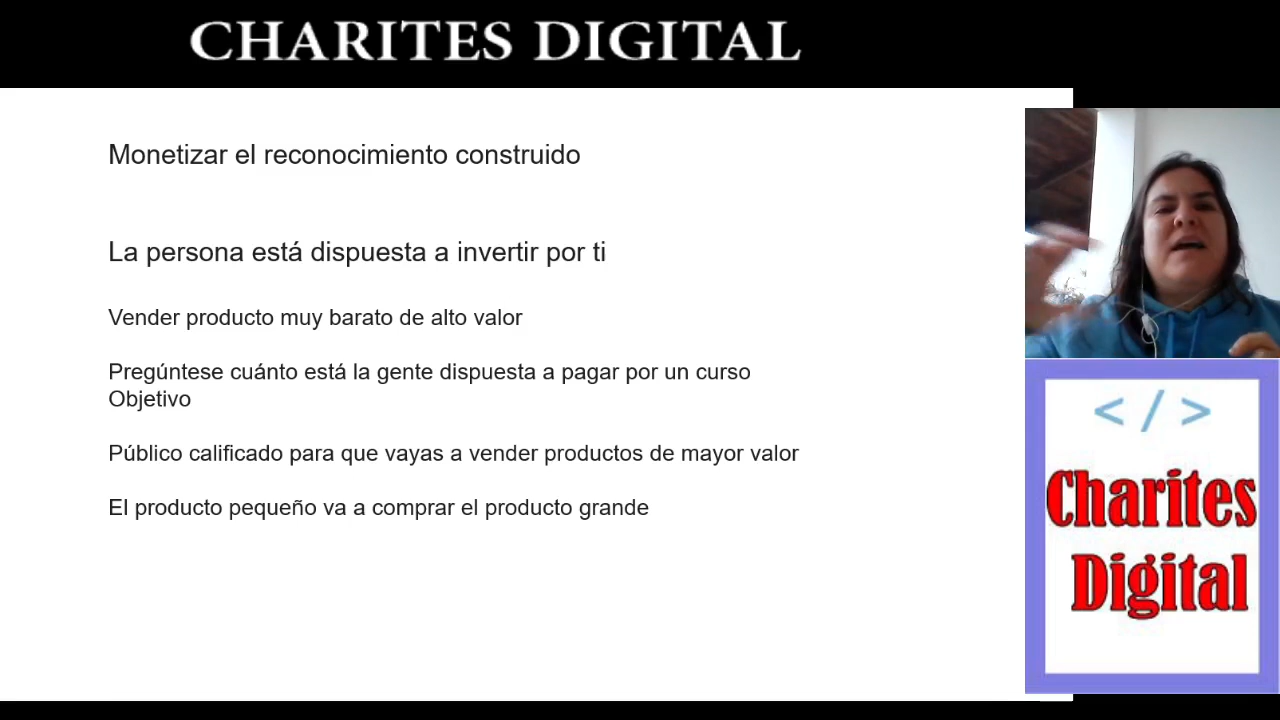 CHARITES DIGITAL
Monetizar el reconocimiento construido
La persona está dispuesta a invertir por ti
Vender producto muy barato de alto valor
Pregúntese cuánto está la gente dispuesta a pagar por un curso
Objetivo
Público calificado para que vayas a vender productos de mayor valor
El producto pequeño va a comprar el producto grande
</>
Charites
Digital